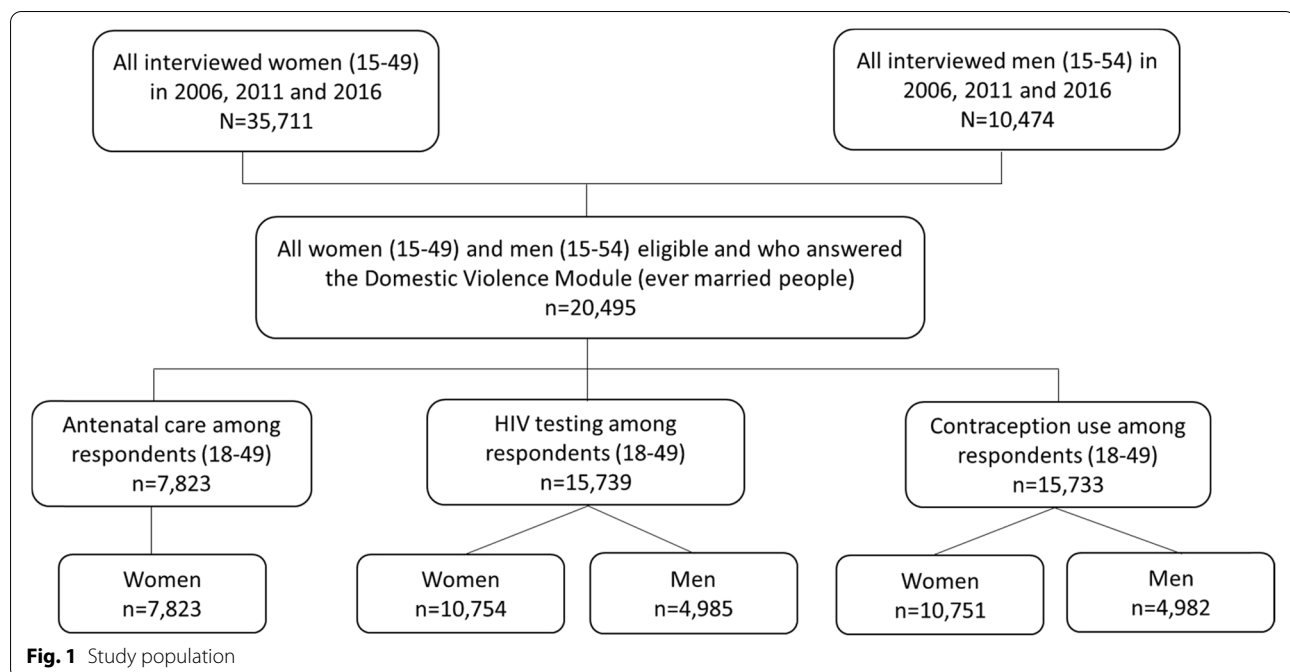 All interviewed women (15-49)
in 2006, 2011 and 2016
N=35,711
All interviewed men (15-54) in
2006, 2011 and 2016
N=10,474
All women (15-49) and men (15-54) eligible and who answered
the Domestic Violence Module (ever married people)
n=20,495
Antenatal care among
respondents (18-49)
n=7,823
HIV testing among
respondents (18-49)
n=15,739
Contraception use among
respondents (18-49)
n=15,733
Women
n=7,823
Women
n=10,754
Men
n=4,985
Women
n=10,751
Men
n=4,982
Fig. 1 Study population